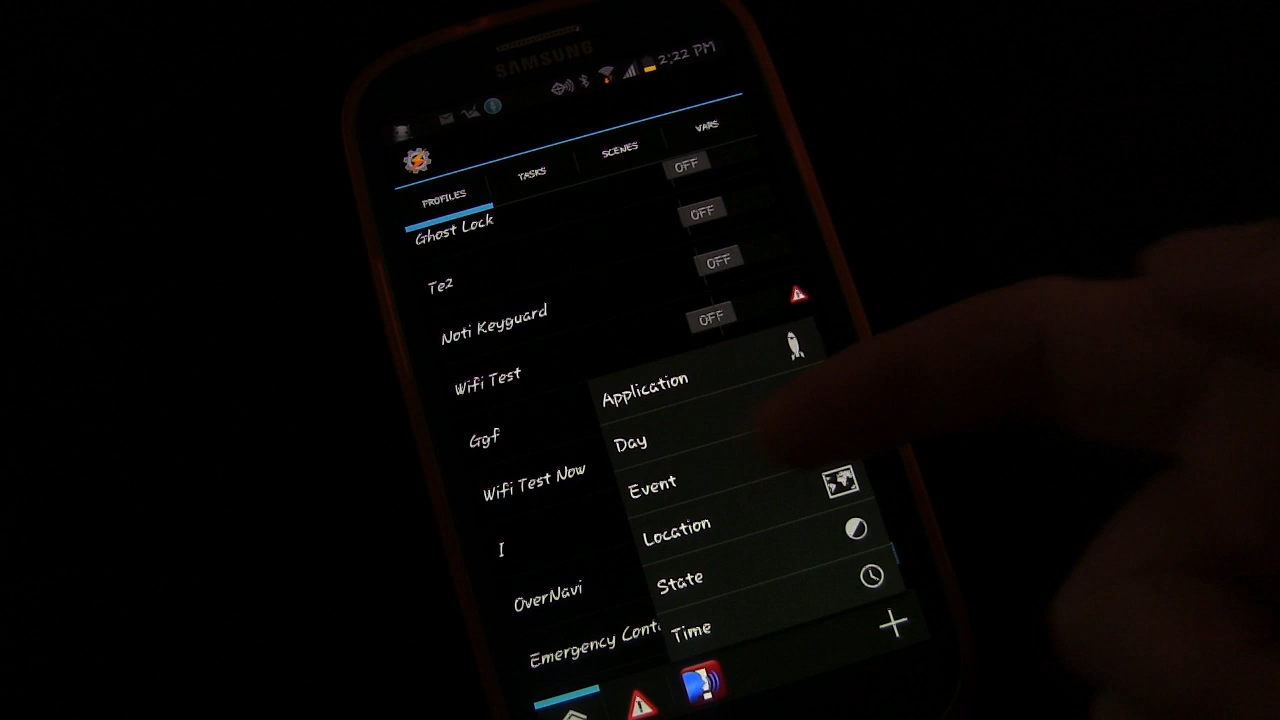 SAMSUNG
2:22 PM
PROFILES TASKS SCENES VARS
OFF
Ghost Lock OFF
Te2 OFF
Noti Keyguard OFF
Wifi Test
Ggf
Wifi Test Now
I
OverNavi
Emergency Cont
Application
Day
Event
Location
State
Time